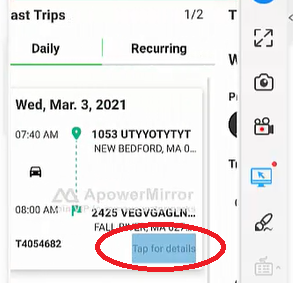 ast Trips 1/2 T
Daily Recurring W
Wed, Mar. 3, 2021
07:40 AM 1053 UTYYOTYTYT
NEW BEDFORD, MA 0...
ApowerMirror
08:00 AM 2425 VEGVGAGLN...
FALL RIVER, MA 027...
T4054682 Tap for details